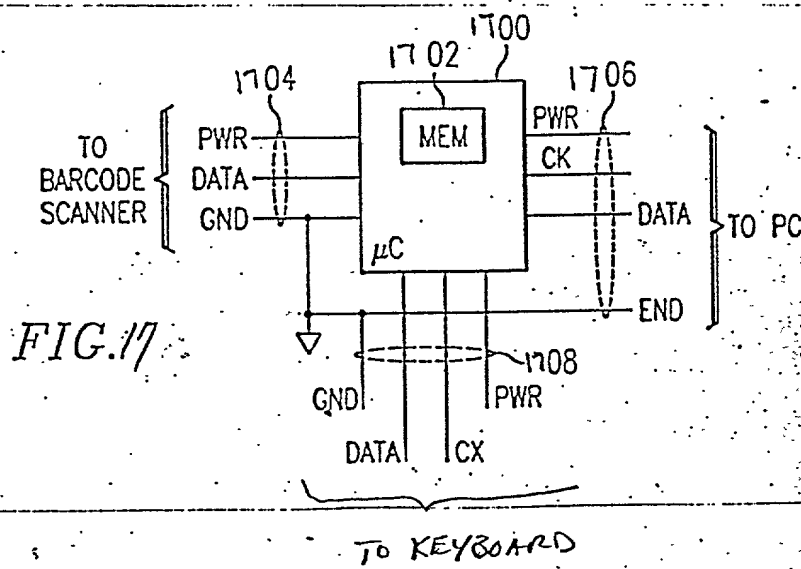 1700
1702
1704
1706
MEM
PWR
DATA
GND
TO
BARCODE
SCANNER
μC
PWR
CK
DATA
END
TO PC
FIG.17
1708
GND
PWR
DATA
CX
TO KEYBOARD